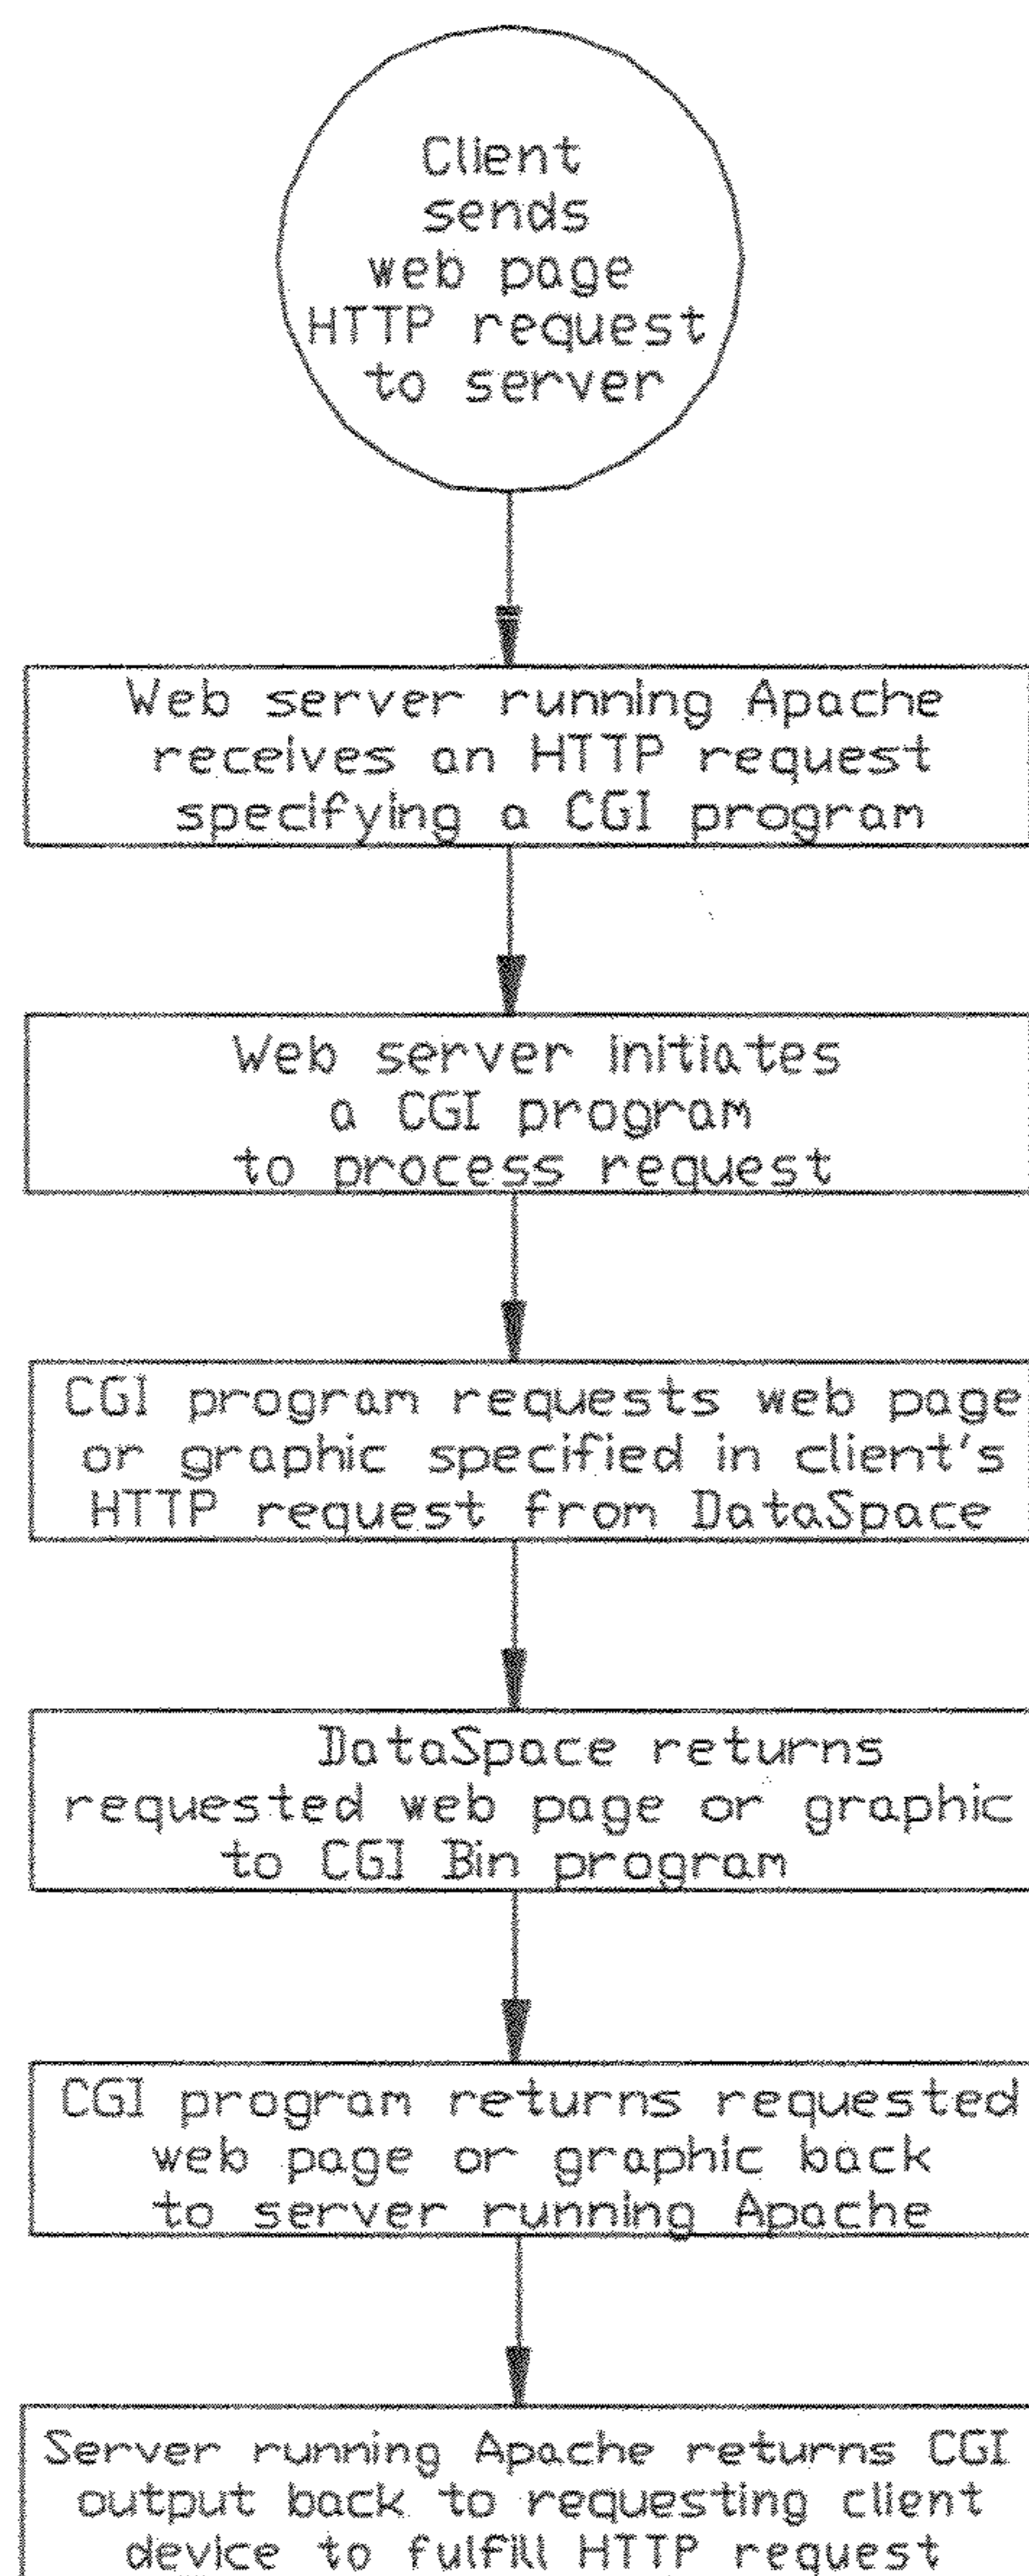 Client
sends
web page
HTTP request
to server
Web server running Apache
receives an HTTP request
specifying a CGI program
Web server initiates
a CGI program
to process request
CGI program requests web page
or graphic specified in client's
HTTP request from DataSpace
DataSpace returns
requested web page or graphic
to CGI Bin program
CGI program returns requested
web page or graphic back
to server running Apache
Server running Apache returns CGI
output back to requesting client
device to fulfill HTTP request